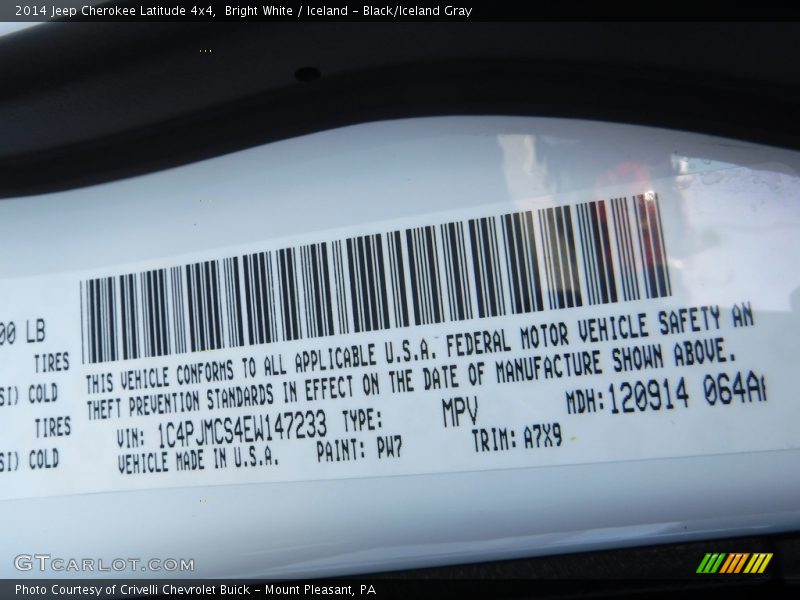 2014 Jeep Cherokee Latitude 4x4,  Bright White / Iceland - Black/Iceland Gray
00 LB
TIRES
SI) COLD
TIRES
SI) COLD
THIS VEHICLE CONFORMS TO ALL APPLICABLE U.S.A. FEDERAL MOTOR VEHICLE SAFETY AN
THEFT PREVENTION STANDARDS IN EFFECT ON THE DATE OF MANUFACTURE SHOWN ABOVE.
VIN: 1C4PJMCS4EW147233 TYPE: MPV MDH:120914 064A
VEHICLE MADE IN U.S.A. PAINT: PW7 TRIM: A7X9
GTCARLOT.COM
Photo Courtesy of Crivelli Chevrolet Buick - Mount Pleasant, PA